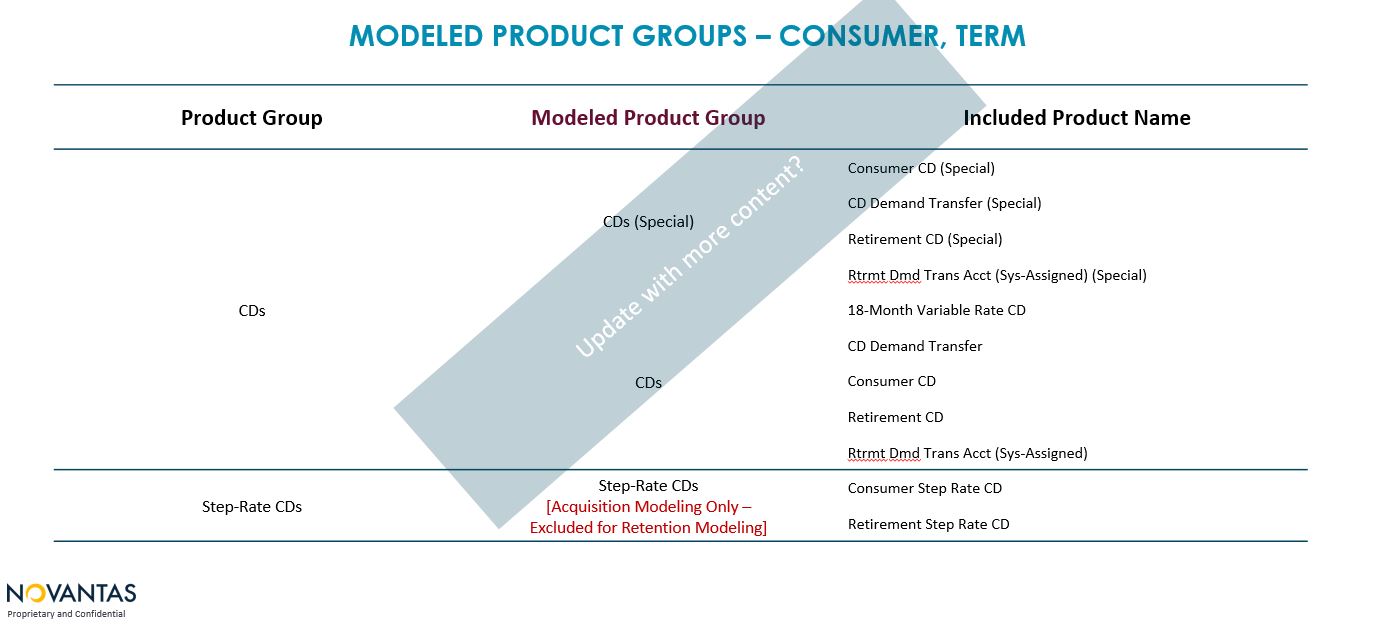 MODELED PRODUCT GROUPS – CONSUMER, TERM
Product Group
Modeled Product Group
Included Product Name
CDs
CDs (Special)
Consumer CD (Special)
CD Demand Transfer (Special)
Retirement CD (Special)
Rtrmt Dmd Trans Acct (Sys-Assigned) (Special)
CDs
18-Month Variable Rate CD
CD Demand Transfer
Consumer CD
Retirement CD
Rtrmt Dmd Trans Acct (Sys-Assigned)
Step-Rate CDs
Step-Rate CDs
[Acquisition Modeling Only –
Excluded for Retention Modeling]
Consumer Step Rate CD
Retirement Step Rate CD
Update with more content?
NOVANTAS
Proprietary and Confidential